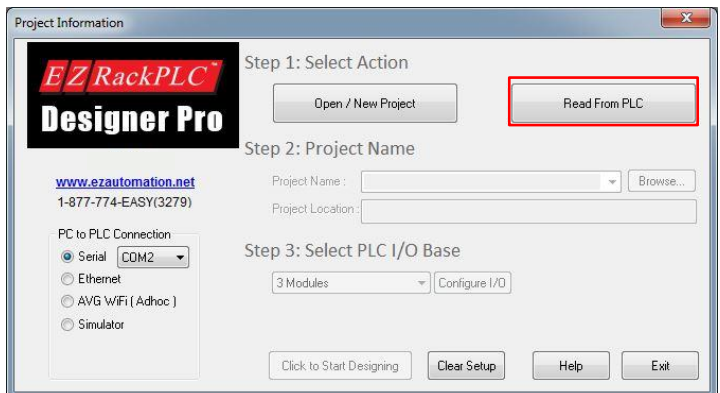 Project Information
EZRackPLC™
Designer Pro
www.ezautomation.net
1-877-774-EASY(3279)
PC to PLC Connection
Serial COM2
Ethernet
AVG WiFi ( Adhoc )
Simulator
Step 1: Select Action
Open / New Project Read From PLC
Step 2: Project Name
Project Name : Browse...
Project Location :
Step 3: Select PLC I/O Base
3 Modules Configure I/O
Click to Start Designing Clear Setup Help Exit